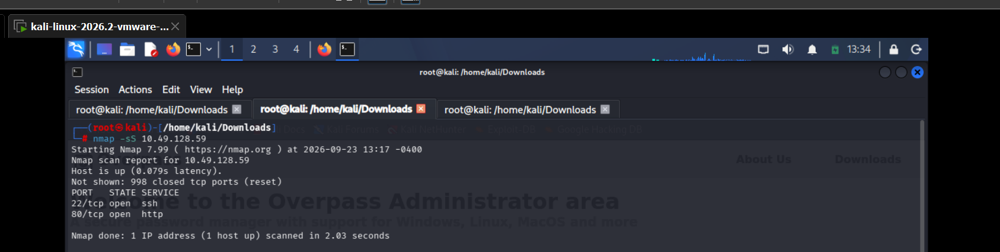 kali-linux-2026.2-vmware-...
1 2 3 4 13:34
root@kali: /home/kali/Downloads
Session Actions Edit View Help
root@kali: /home/kali/Downloads root@kali: /home/kali/Downloads root@kali: /home/kali/Downloads
(root㉿kali)-[/home/kali/Downloads]
Docs Kali Forums Kali NetHunter Exploit-DB Google Hacking DB
# nmap -sS 10.49.128.59
Starting Nmap 7.99 ( https://nmap.org ) at 2026-09-23 13:17 -0400
Nmap scan report for 10.49.128.59
About Us Downloads
Host is up (0.079s latency).
Not shown: 998 closed tcp ports (reset)
PORT STATE SERVICE
Welcome to the Overpass Administrator area
22/tcp open ssh
80/tcp open http
A secure password manager with support for Windows, Linux, MacOS and more
Nmap done: 1 IP address (1 host up) scanned in 2.03 seconds